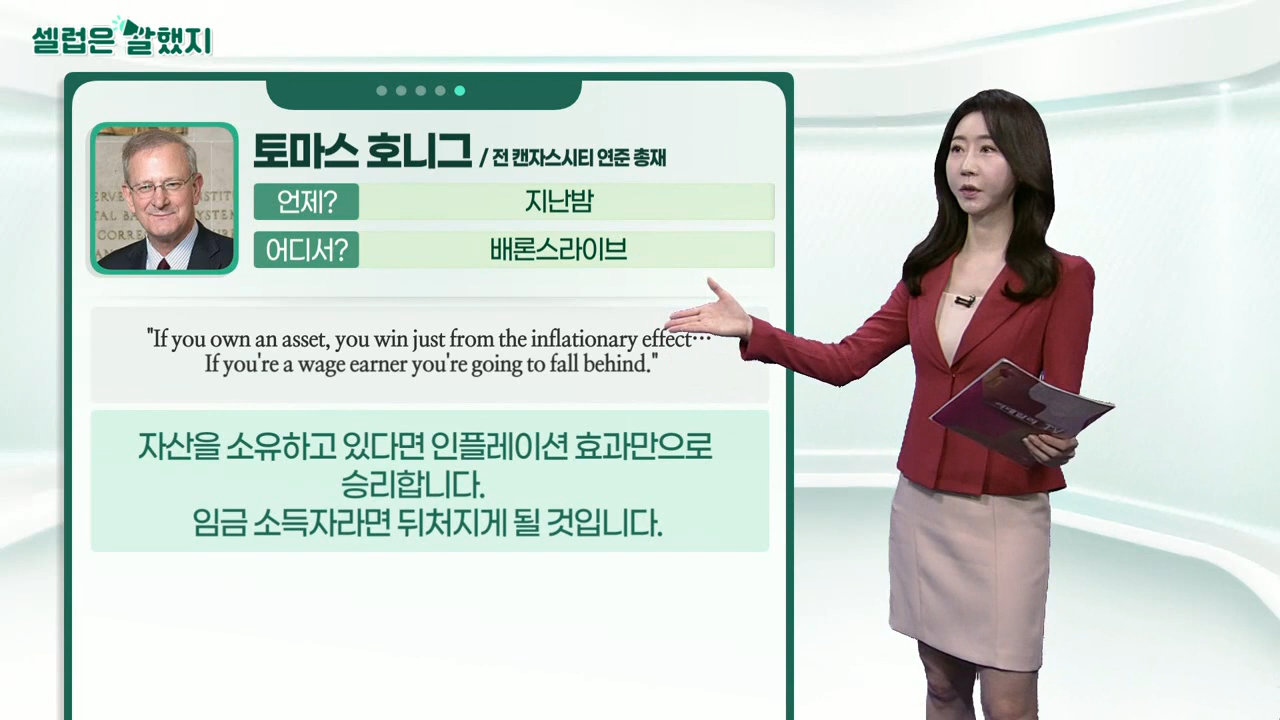 셀럽은 말했지
토마스 호니그 / 전 캔자스시티 연준 총재
언제? 지난밤
어디서? 배론스라이브
"If you own an asset, you win just from the inflationary effect…
If you're a wage earner you're going to fall behind."
자산을 소유하고 있다면 인플레이션 효과만으로
승리합니다.
임금 소득자라면 뒤처지게 될 것입니다.